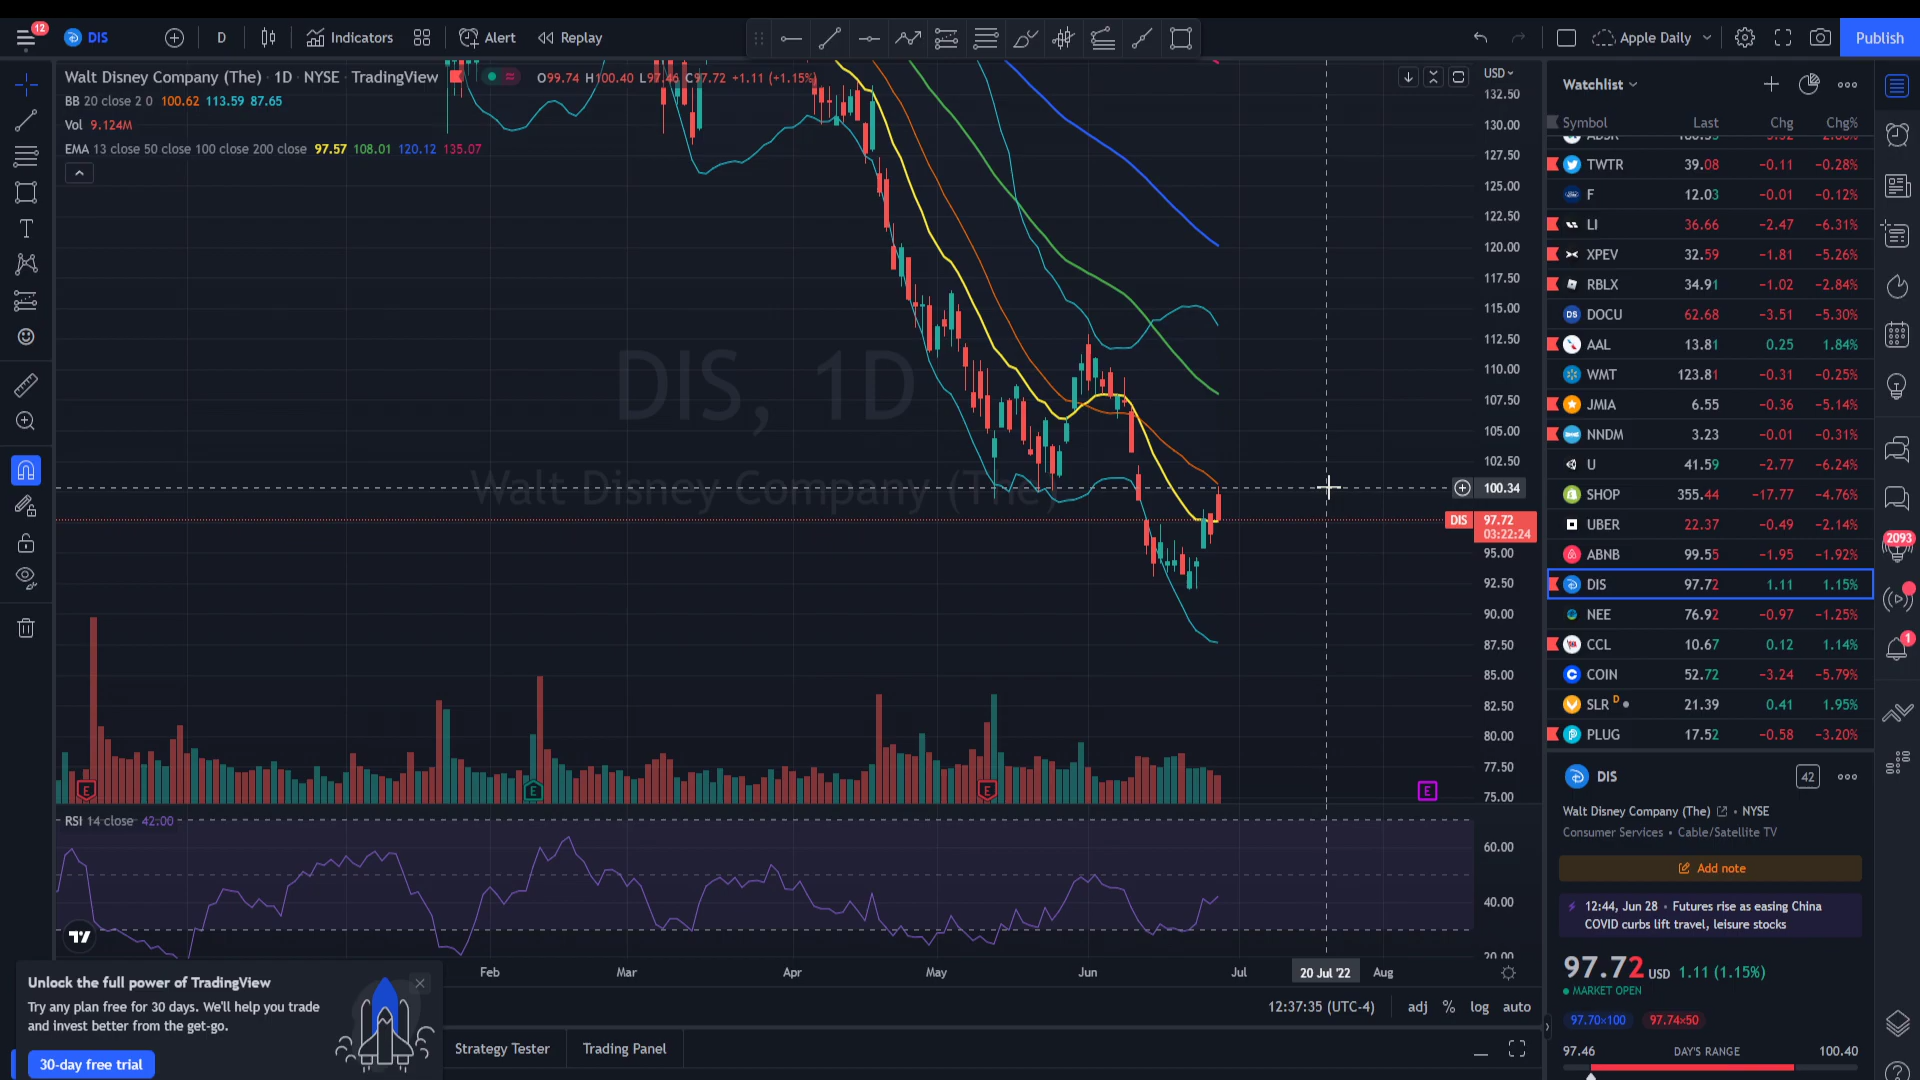 12
DIS
D
Indicators
Alert
Replay
Apple Daily
Publish
Walt Disney Company (The) · 1D · NYSE · TradingView
O99.74 H100.40 L97.46 C97.72 +1.11 (+1.15%)
BB 20 close 2 0 100.62 113.59 87.65
Vol 9.124M
EMA 13 close 50 close 100 close 200 close 97.57 108.01 120.12 135.07
DIS, 1D
Walt Disney Company (The)
USD
132.50
130.00
127.50
125.00
122.50
120.00
117.50
115.00
112.50
110.00
107.50
105.00
102.50
100.34
DIS 97.72
03:22:24
95.00
92.50
90.00
87.50
85.00
82.50
80.00
77.50
75.00
E
E
E
E
RSI 14 close 42.00
60.00
40.00
20.00
Feb
Mar
Apr
May
Jun
Jul
20 Jul '22
Aug
12:37:35 (UTC-4)
adj
%
log
auto
Unlock the full power of TradingView
Try any plan free for 30 days. We'll help you trade
and invest better from the get-go.
30-day free trial
Strategy Tester
Trading Panel
Watchlist
Symbol Last Chg Chg%
TWTR 39.08 −0.11 −0.28%
F 12.03 −0.01 −0.12%
LI 36.66 −2.47 −6.31%
XPEV 32.59 −1.81 −5.26%
RBLX 34.91 −1.02 −2.84%
DOCU 62.68 −3.51 −5.30%
AAL 13.81 0.25 1.84%
WMT 123.81 −0.31 −0.25%
JMIA 6.55 −0.36 −5.14%
NNDM 3.23 −0.01 −0.31%
U 41.59 −2.77 −6.24%
SHOP 355.44 −17.77 −4.76%
UBER 22.37 −0.49 −2.14%
ABNB 99.55 −1.95 −1.92%
DIS 97.72 1.11 1.15%
NEE 76.92 −0.97 −1.25%
CCL 10.67 0.12 1.14%
COIN 52.72 −3.24 −5.79%
SLR D 21.39 0.41 1.95%
PLUG 17.52 −0.58 −3.20%
DIS
42
Walt Disney Company (The) • NYSE
Consumer Services • Cable/Satellite TV
Add note
12:44, Jun 28 • Futures rise as easing China
COVID curbs lift travel, leisure stocks
97.72 USD 1.11 (1.15%)
MARKET OPEN
97.70×100
97.74×50
97.46 DAY'S RANGE 100.40
2093
1